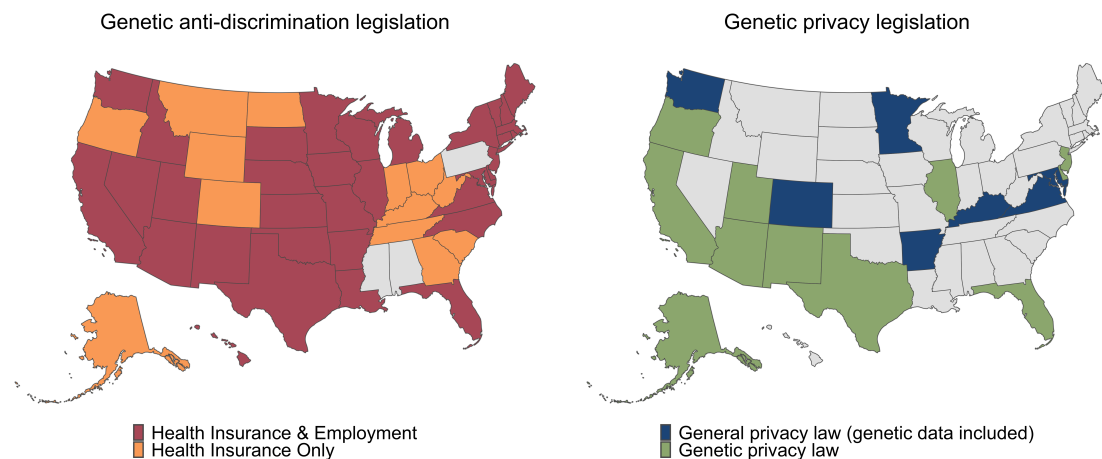 Genetic anti-discrimination legislation
Health Insurance & Employment
Health Insurance Only
Genetic privacy legislation
General privacy law (genetic data included)
Genetic privacy law